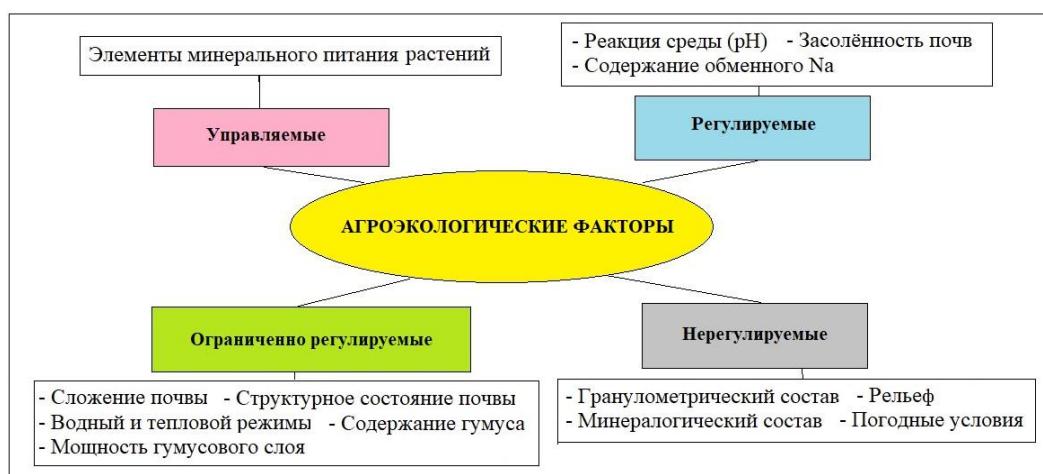 Элементы минерального питания растений
Управляемые
- Реакция среды (pH) - Засолённость почв
- Содержание обменного Na
Регулируемые
АГРОЭКОЛОГИЧЕСКИЕ ФАКТОРЫ
Ограниченно регулируемые
- Сложение почвы - Структурное состояние почвы
- Водный и тепловой режимы - Содержание гумуса
- Мощность гумусового слоя
Нерегулируемые
- Гранулометрический состав - Рельеф
- Минералогический состав - Погодные условия